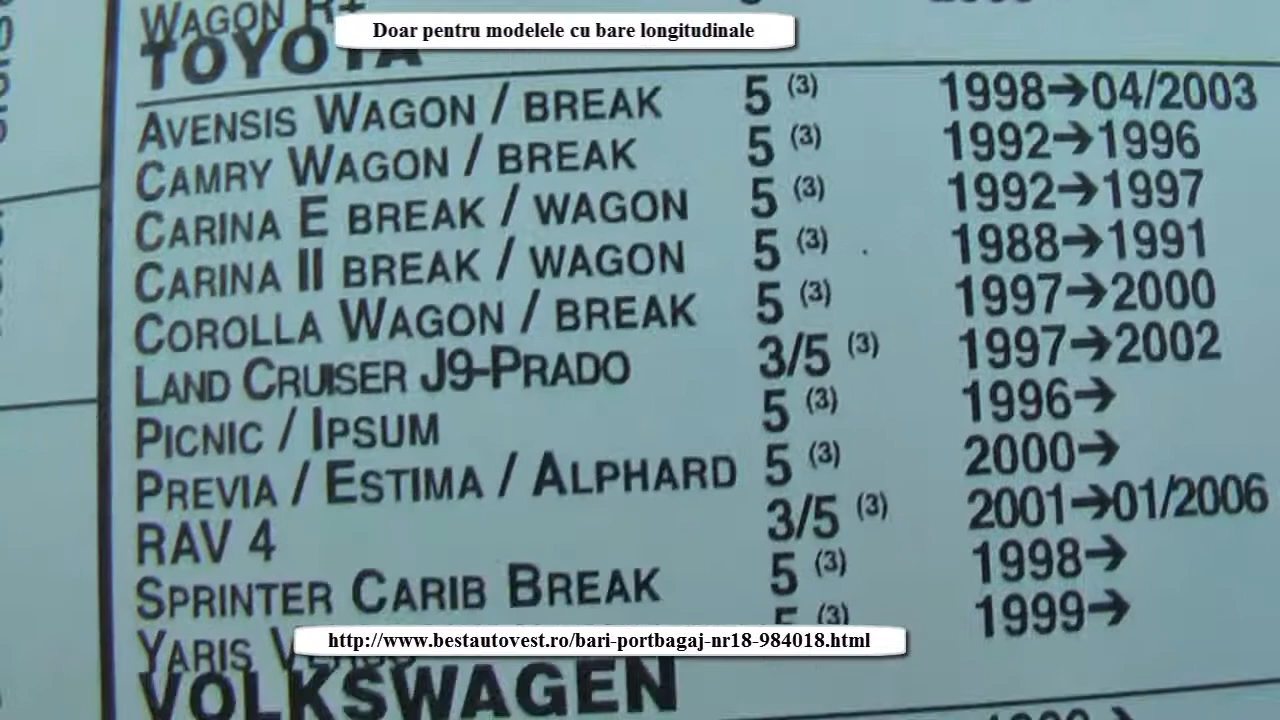 WAGON R+
Doar pentru modelele cu bare longitudinale
TOYOTA
AVENSIS WAGON / BREAK 5 (3) 1998→04/2003
CAMRY WAGON / BREAK 5 (3) 1992→1996
CARINA E BREAK / WAGON 5 (3) 1992→1997
CARINA II BREAK / WAGON 5 (3) 1988→1991
COROLLA WAGON / BREAK 5 (3) 1997→2000
LAND CRUISER J9-PRADO 3/5 (3) 1997→2002
PICNIC / IPSUM 5 (3) 1996→
PREVIA / ESTIMA / ALPHARD 5 (3) 2000→
RAV 4 3/5 (3) 2001→01/2006
SPRINTER CARIB BREAK 5 (3) 1998→
YARIS VERSO 5 (3) 1999→
http://www.bestautovest.ro/bari-portbagaj-nr18-984018.html
VOLKSWAGEN